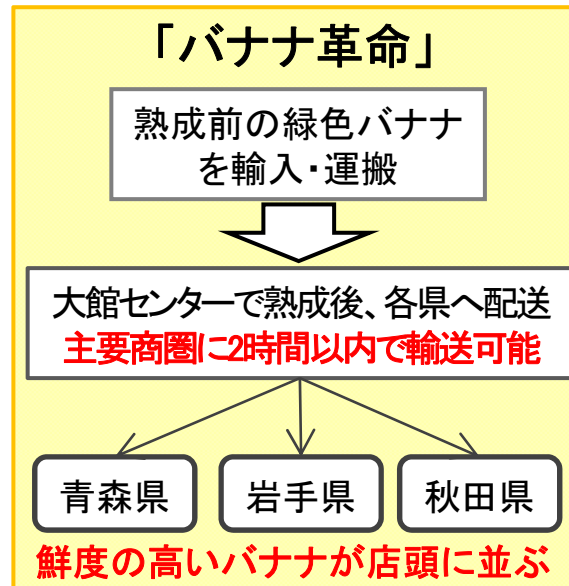 「バナナ革命」
熟成前の緑色バナナ
を輸入・運搬
大館センターで熟成後、各県へ配送
主要商圏に2時間以内で輸送可能
青森県
岩手県
秋田県
鮮度の高いバナナが店頭に並ぶ